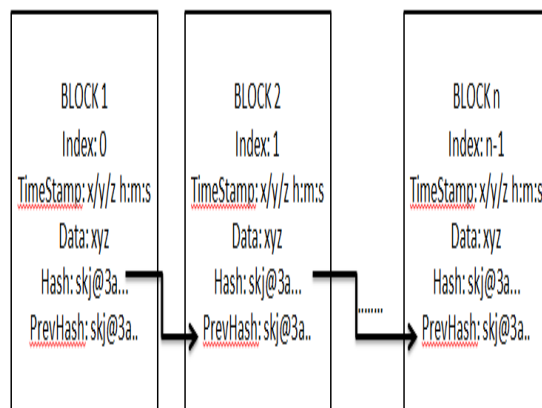 BLOCK 1
Index: 0
TimeStamp: x/y/z h:m:s
Data: xyz
Hash: skj@3a...
PrevHash: skj@3a..
BLOCK 2
Index: 1
TimeStamp: x/y/z h:m:s
Data: xyz
Hash: skj@3a...
PrevHash: skj@3a..
........
BLOCK n
Index: n-1
TimeStamp: x/y/z h:m:s
Data: xyz
Hash: skj@3a...
PrevHash: skj@3a..